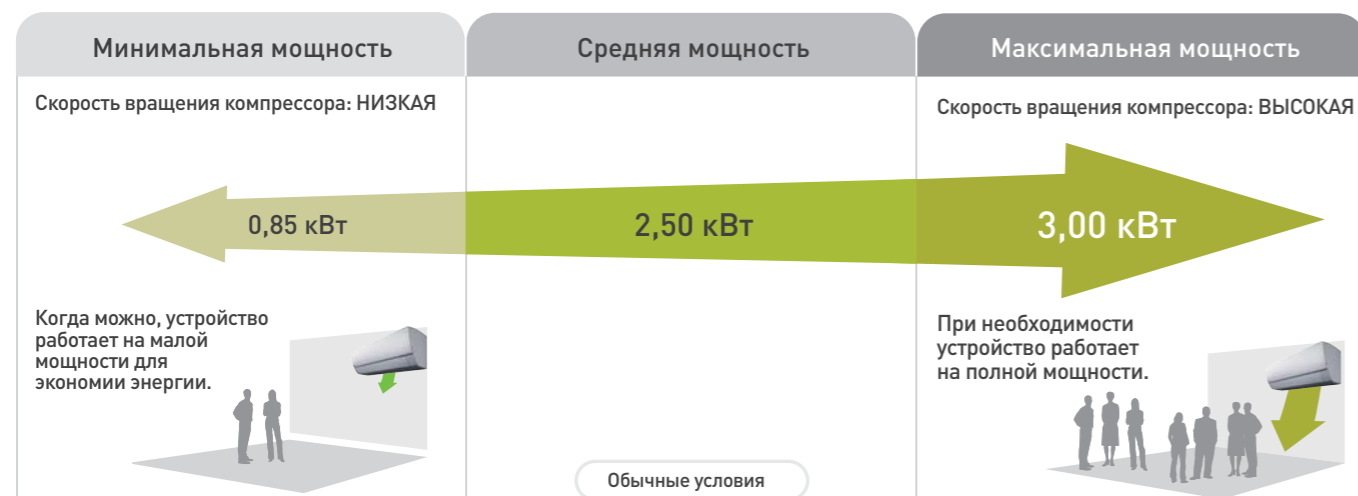 Минимальная мощность
Средняя мощность
Максимальная мощность
Скорость вращения компрессора: НИЗКАЯ
Скорость вращения компрессора: ВЫСОКАЯ
0,85 кВт
2,50 кВт
3,00 кВт
Когда можно, устройство
работает на малой
мощности для
экономии энергии.
При необходимости
устройство работает
на полной мощности.
Обычные условия